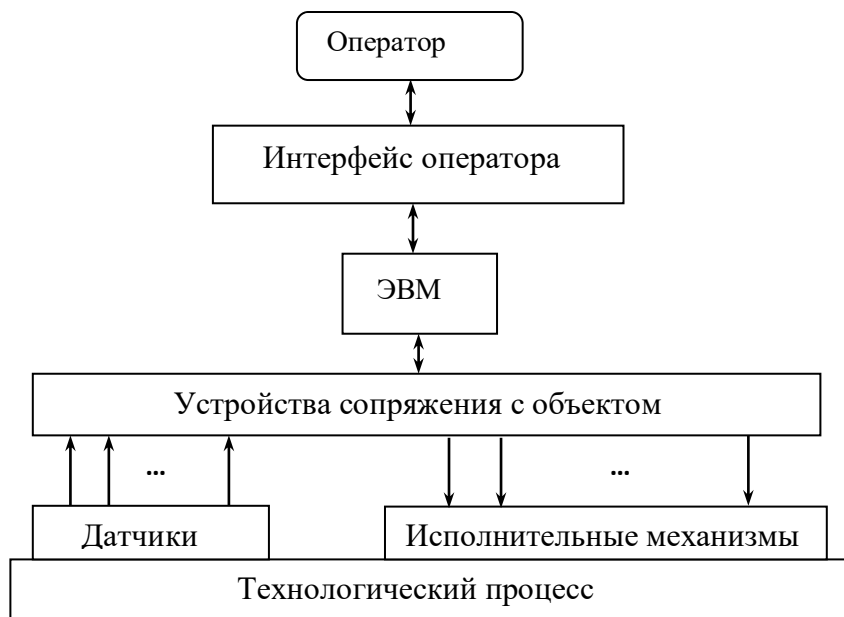 Оператор
Интерфейс оператора
ЭВМ
Устройства сопряжения с объектом
... ...
Датчики Исполнительные механизмы
Технологический процесс